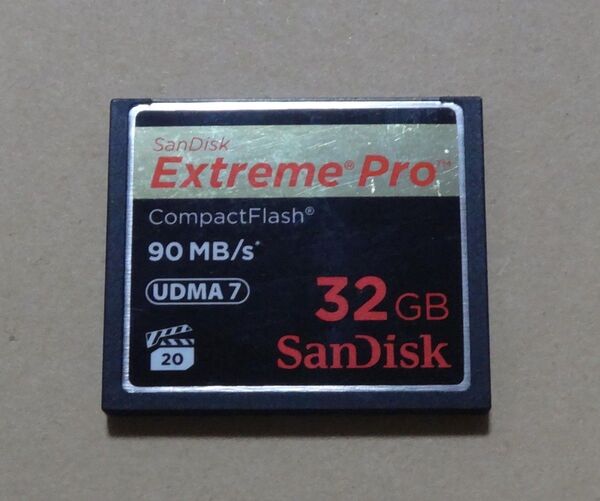 SanDisk
Extreme® Pro™
CompactFlash®
90 MB/s*
UDMA 7
32 GB
20
SanDisk